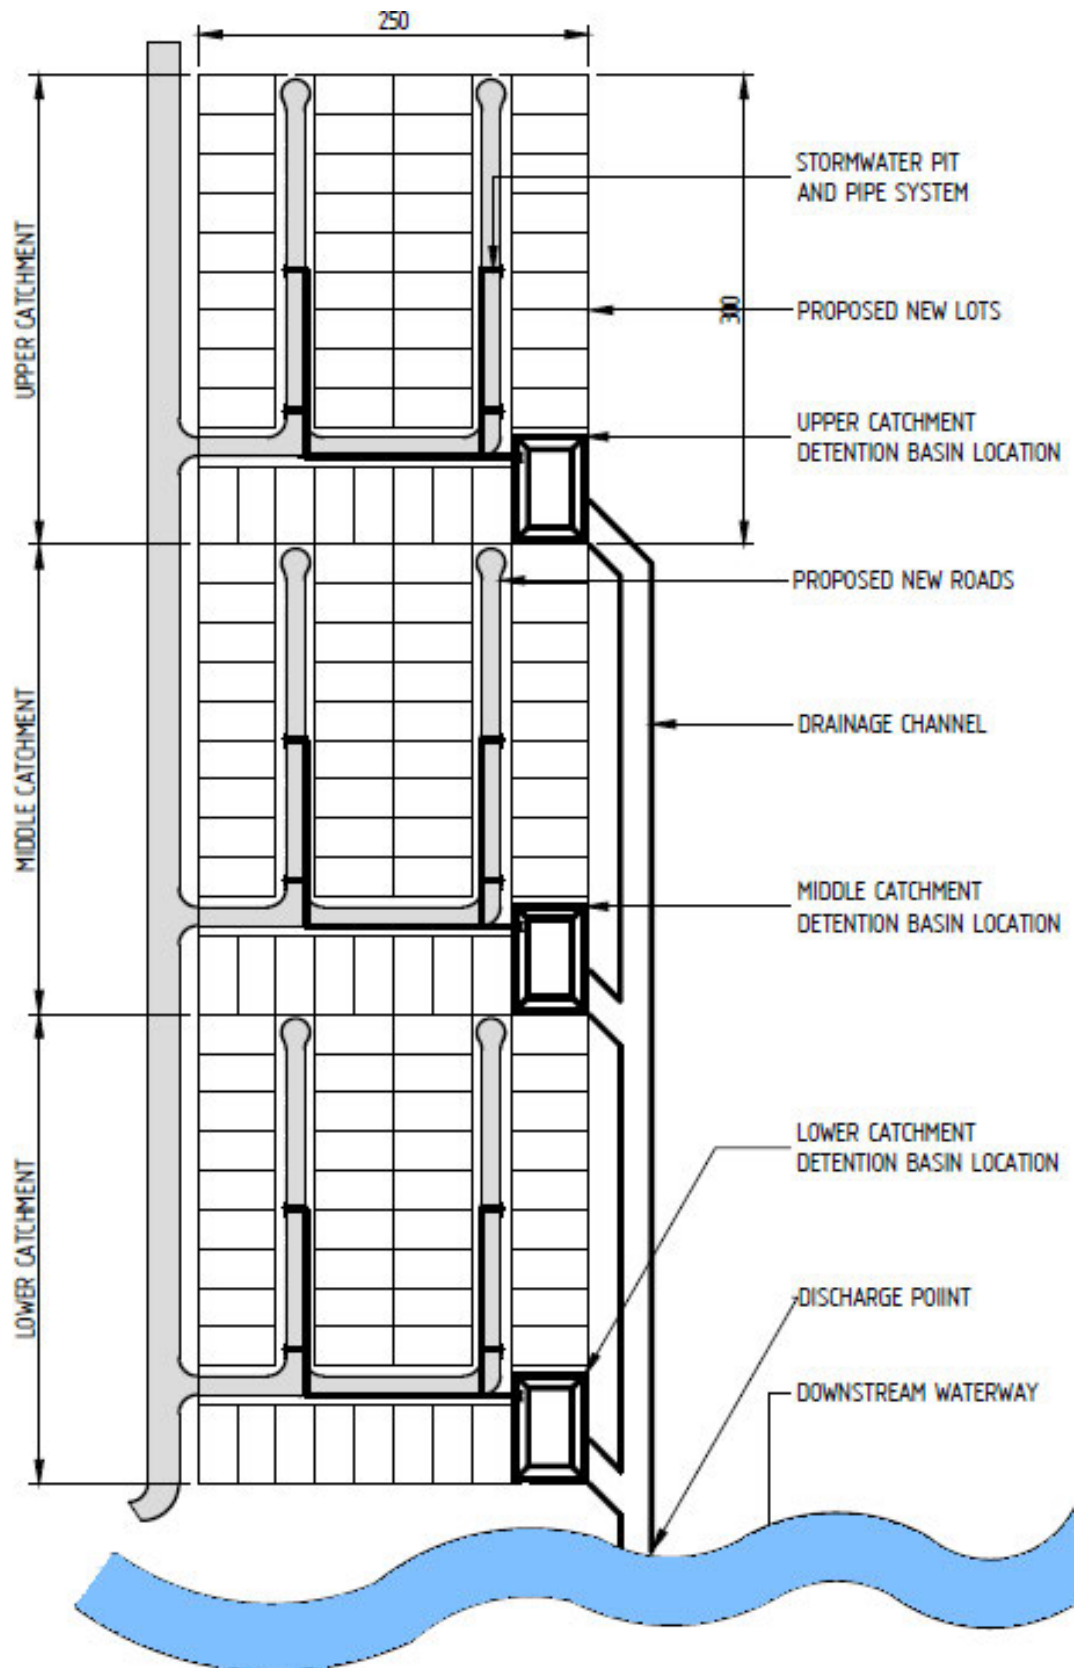 250
STORMWATER PIT
AND PIPE SYSTEM
UPPER CATCHMENT
300
PROPOSED NEW LOTS
UPPER CATCHMENT
DETENTION BASIN LOCATION
PROPOSED NEW ROADS
MIDDLE CATCHMENT
DRAINAGE CHANNEL
MIDDLE CATCHMENT
DETENTION BASIN LOCATION
LOWER CATCHMENT
DETENTION BASIN LOCATION
LOWER CATCHMENT
DISCHARGE POIINT
DOWNSTREAM WATERWAY